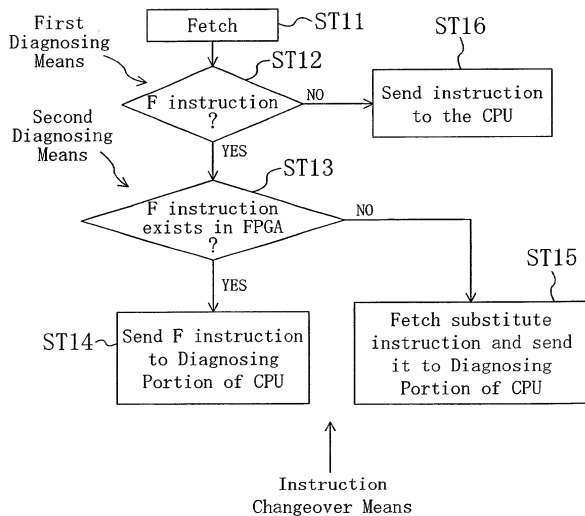 First
Diagnosing
Means
Fetch
ST11
ST12
F instruction
?
NO
ST16
Send instruction
to the CPU
YES
Second
Diagnosing
Means
ST13
F instruction
exists in FPGA
?
NO
YES
ST14
Send F instruction
to Diagnosing
Portion of CPU
ST15
Fetch substitute
instruction and send
it to Diagnosing
Portion of CPU
Instruction
Changeover Means